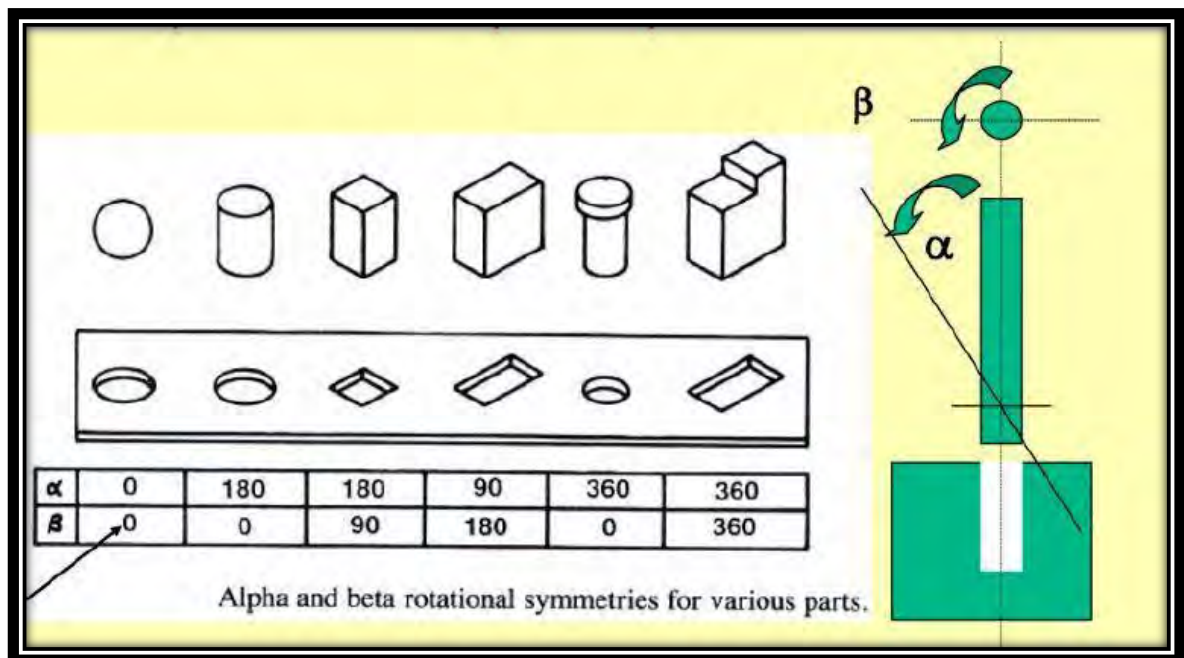 β
α
α 0 180 180 90 360 360
β 0 0 90 180 0 360
Alpha and beta rotational symmetries for various parts.